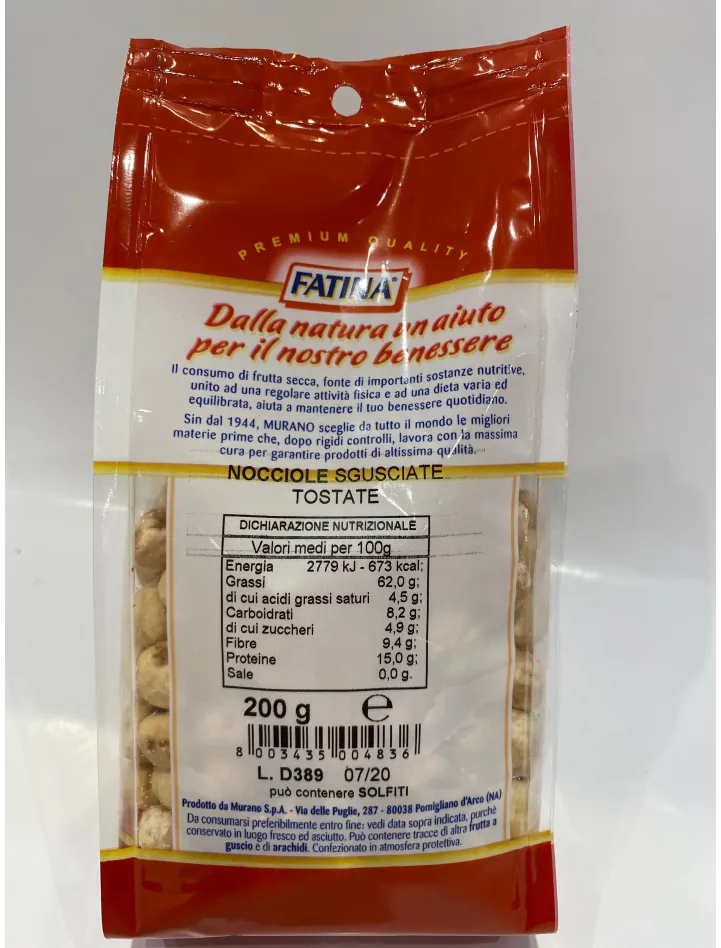 PREMIUM QUALITY
FATINA®
Dalla natura un aiuto
per il nostro benessere
Il consumo di frutta secca, fonte di importanti sostanze nutritive,
unito ad una regolare attività fisica e ad una dieta varia ed
equilibrata, aiuta a mantenere il tuo benessere quotidiano.
Sin dal 1944, MURANO sceglie da tutto il mondo le migliori
materie prime che, dopo rigidi controlli, lavora con la massima
cura per garantire prodotti di altissima qualità.
NOCCIOLE SGUSCIATE
TOSTATE
DICHIARAZIONE NUTRIZIONALE
Valori medi per 100g
Energia 2779 kJ - 673 kcal;
Grassi 62,0 g;
di cui acidi grassi saturi 4,5 g;
Carboidrati 8,2 g;
di cui zuccheri 4,9 g;
Fibre 9,4 g;
Proteine 15,0 g;
Sale 0,0 g.
200 g e
8 003435 004836
L. D389 07/20
può contenere SOLFITI
Prodotto da Murano S.p.A. - Via delle Puglie, 287 - 80038 Pomigliano d'Arco (NA)
Da consumarsi preferibilmente entro fine: vedi data sopra indicata, purchè
conservato in luogo fresco ed asciutto. Può contenere tracce di altra frutta a
guscio e di arachidi. Confezionato in atmosfera protettiva.